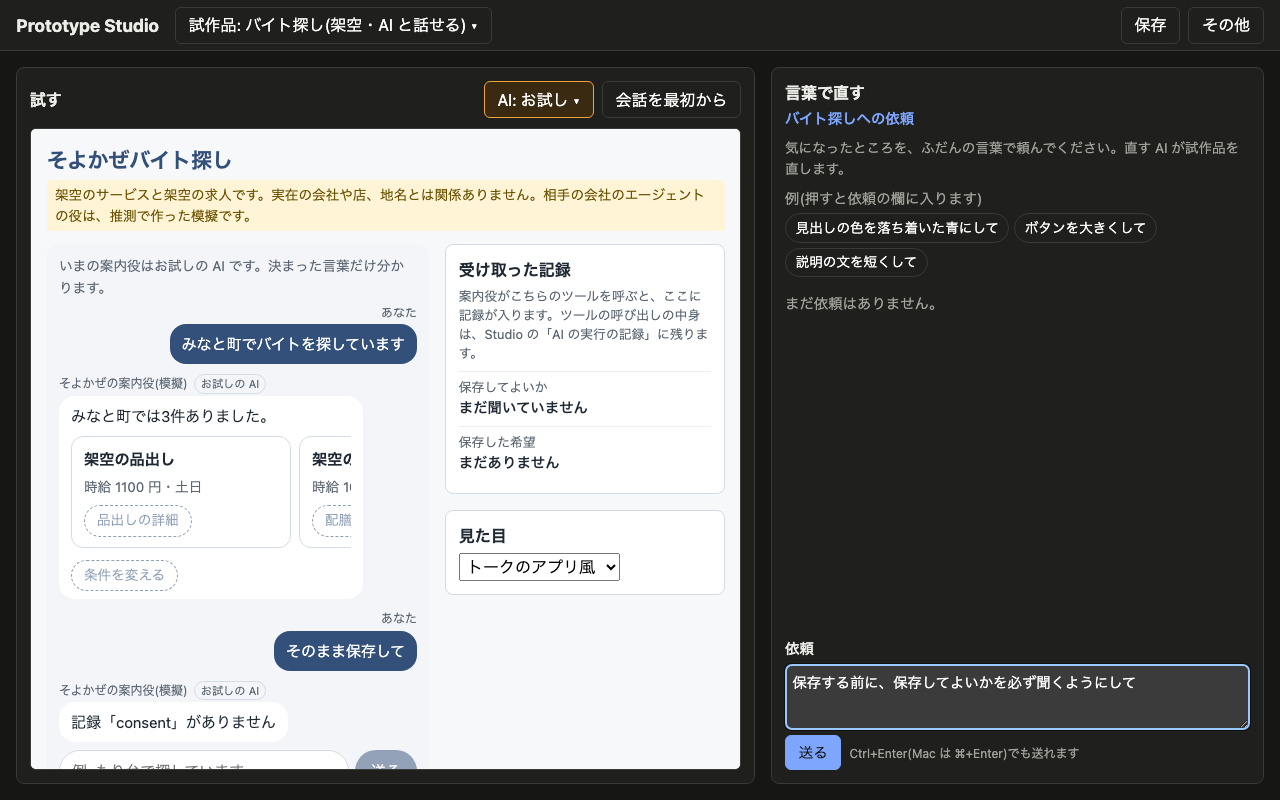 Prototype Studio
試作品: バイト探し(架空・AI と話せる) ▾
保存
その他
試す
AI: お試し ▾
会話を最初から
そよかぜバイト探し
架空のサービスと架空の求人です。実在の会社や店、地名とは関係ありません。相手の会社のエージェント
の役は、推測で作った模擬です。
いまの案内役はお試しの AI です。決まった言葉だけ分か
ります。
あなた
みなと町でバイトを探しています
そよかぜの案内役(模擬) お試しの AI
みなと町では3件ありました。
架空の品出し
時給 1100 円・土日
品出しの詳細
架空の
時給
配膳
条件を変える
あなた
そのまま保存して
そよかぜの案内役(模擬) お試しの AI
記録「consent」がありません
送る
受け取った記録
案内役がこちらのツールを呼ぶと、ここに
記録が入ります。ツールの呼び出しの中身
は、Studio の「AI の実行の記録」に残りま
す。
保存してよいか
まだ聞いていません
保存した希望
まだありません
見た目
トークのアプリ風
言葉で直す
バイト探しへの依頼
気になったところを、ふだんの言葉で頼んでください。直す AI が試作品を
直します。
例(押すと依頼の欄に入ります)
見出しの色を落ち着いた青にして
ボタンを大きくして
説明の文を短くして
まだ依頼はありません。
依頼
保存する前に、保存してよいかを必ず聞くようにして
送る
Ctrl+Enter(Mac は ⌘+Enter)でも送れます